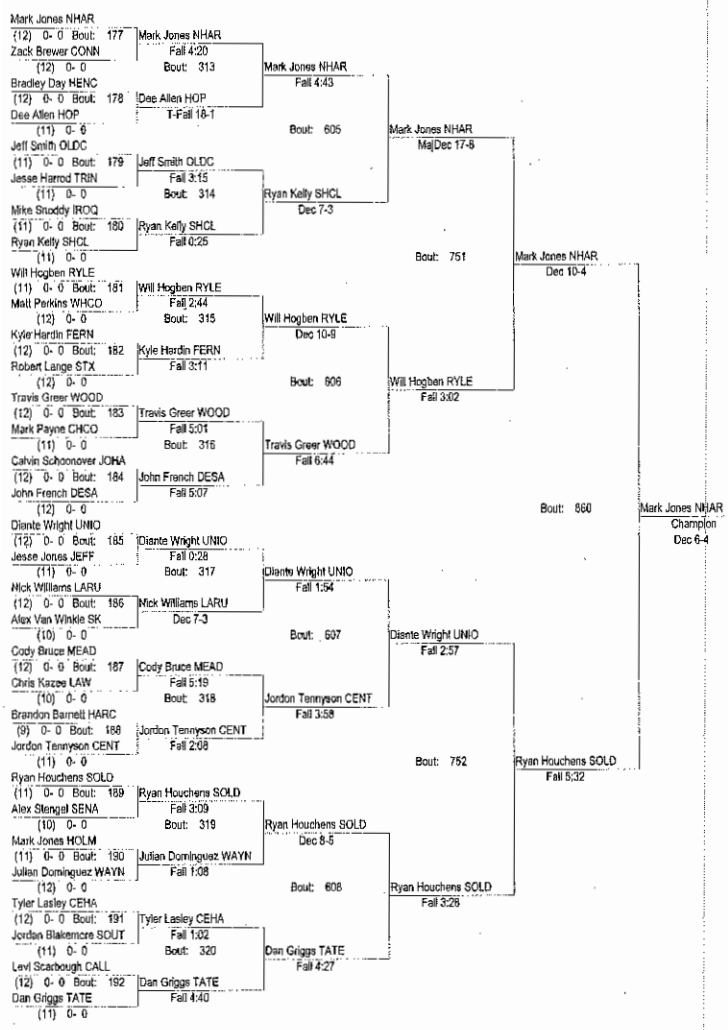 Mark Jones NHAR
(12) 0- 0 Bout: 177 Mark Jones NHAR
Zack Brewer CONN Fall 4:20
(12) 0- 0 Bout: 313 Mark Jones NHAR
Bradley Day HENC Fall 4:43
(12) 0- 0 Bout: 178 Dee Allen HOP
Dee Allen HOP T-Fall 18-1
(11) 0- 0 Bout: 605 Mark Jones NHAR
Jeff Smith OLDC MajDec 17-8
(11) 0- 0 Bout: 179 Jeff Smith OLDC
Jesse Harrod TRIN Fall 3:15
(11) 0- 0 Bout: 314 Ryan Kelly SHCL
Mike Snoddy IROQ Dec 7-3
(11) 0- 0 Bout: 180 Ryan Kelly SHCL
Ryan Kelly SHCL Fall 0:25
(11) 0- 0 Bout: 751 Mark Jones NHAR
Will Hogben RYLE Dec 10-4
(11) 0- 0 Bout: 181 Will Hogben RYLE
Matt Perkins WHCO Fall 2:44
(12) 0- 0 Bout: 315 Will Hogben RYLE
Kyle Hardin FERN Dec 10-9
(12) 0- 0 Bout: 182 Kyle Hardin FERN
Robert Lange STX Fall 3:11
(12) 0- 0 Bout: 606 Will Hogben RYLE
Travis Greer WOOD Fall 3:02
(12) 0- 0 Bout: 183 Travis Greer WOOD
Mark Payne CHCO Fall 5:01
(11) 0- 0 Bout: 316 Travis Greer WOOD
Calvin Schoonover JOHA Fall 6:44
(12) 0- 0 Bout: 184 John French DESA
John French DESA Fall 5:07
(12) 0- 0 Bout: 860 Mark Jones NHAR
Diante Wright UNIO Champion
(12) 0- 0 Bout: 185 Diante Wright UNIO Dec 6-4
Jesse Jones JEFF Fall 0:28
(11) 0- 0 Bout: 317 Diante Wright UNIO
Nick Williams LARU Fall 1:54
(12) 0- 0 Bout: 186 Nick Williams LARU
Alex Van Winkle SK Dec 7-3
(10) 0- 0 Bout: 607 Diante Wright UNIO
Cody Bruce MEAD Fall 2:57
(12) 0- 0 Bout: 187 Cody Bruce MEAD
Chris Kazee LAW Fall 5:19
(10) 0- 0 Bout: 318 Jordon Tennyson CENT
Brandon Barnett HARC Fall 3:58
(9) 0- 0 Bout: 188 Jordon Tennyson CENT
Jordon Tennyson CENT Fall 2:08
(11) 0- 0 Bout: 752 Ryan Houchens SOLD
Ryan Houchens SOLD Fall 5:32
(11) 0- 0 Bout: 189 Ryan Houchens SOLD
Alex Stengel SENA Fall 3:09
(10) 0- 0 Bout: 319 Ryan Houchens SOLD
Mark Jones HOLM Dec 8-5
(11) 0- 0 Bout: 190 Julian Dominguez WAYN
Julian Dominguez WAYN Fall 1:08
(12) 0- 0 Bout: 608 Ryan Houchens SOLD
Tyler Lasley CEHA Fall 3:28
(12) 0- 0 Bout: 191 Tyler Lasley CEHA
Jordan Blakemore SOUT Fall 1:02
(11) 0- 0 Bout: 320 Dan Griggs TATE
Levi Scarbough CALL Fall 4:27
(12) 0- 0 Bout: 192 Dan Griggs TATE
Dan Griggs TATE Fall 4:40
(11) 0- 0